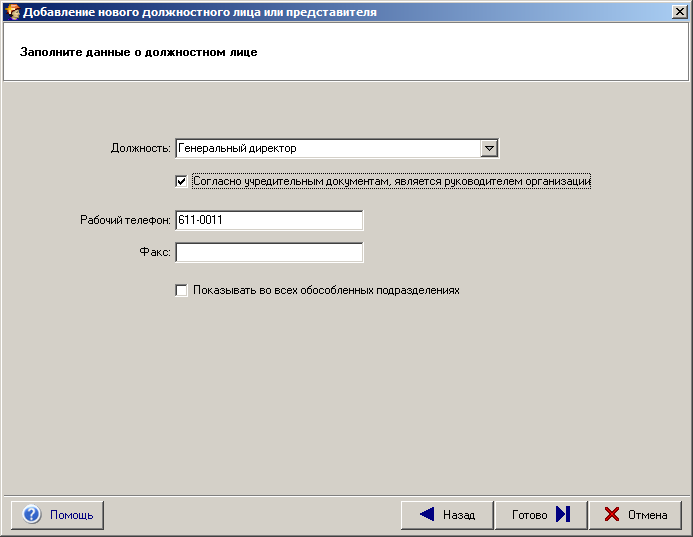 Добавление нового должностного лица или представителя
Заполните данные о должностном лице
Должность: Генеральный директор
Согласно учредительным документам, является руководителем организации
Рабочий телефон: 611-0011
Факс:
Показывать во всех обособленных подразделениях
Помощь Назад Готово Отмена